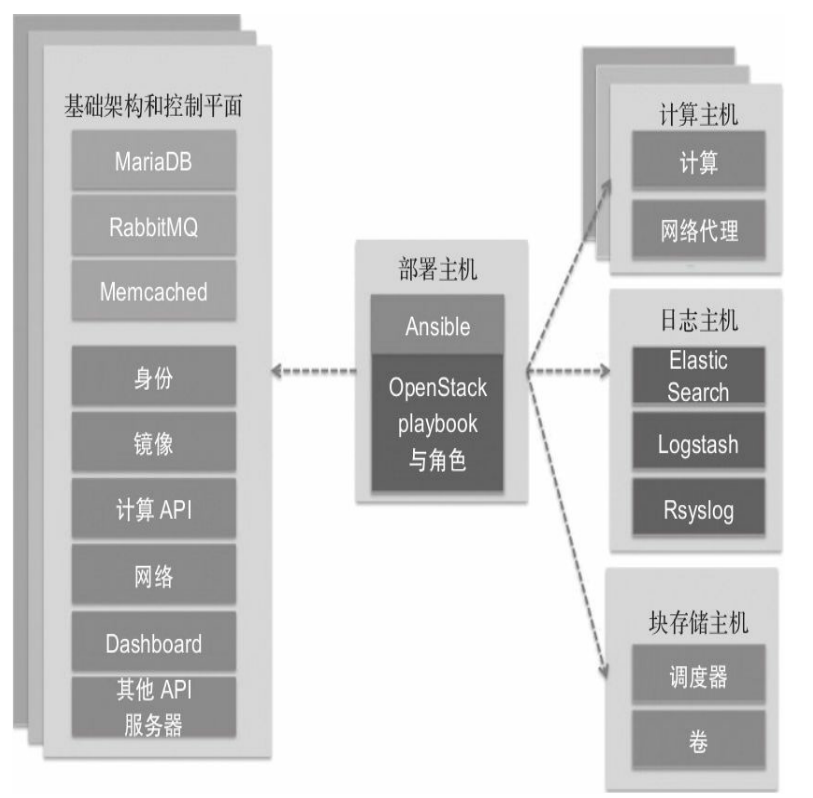 基础架构和控制平面
MariaDB
RabbitMQ
Memcached
身份
镜像
计算 API
网络
Dashboard
其他 API
服务器
部署主机
Ansible
OpenStack
playbook
与角色
计算主机
计算
网络代理
日志主机
Elastic
Search
Logstash
Rsyslog
块存储主机
调度器
卷